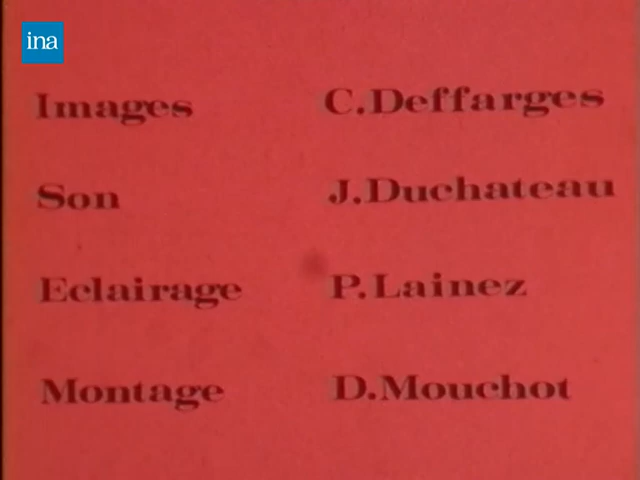 ina
Images C.Deffarges
Son J.Duchateau
Eclairage P.Lainez
Montage D.Mouchot